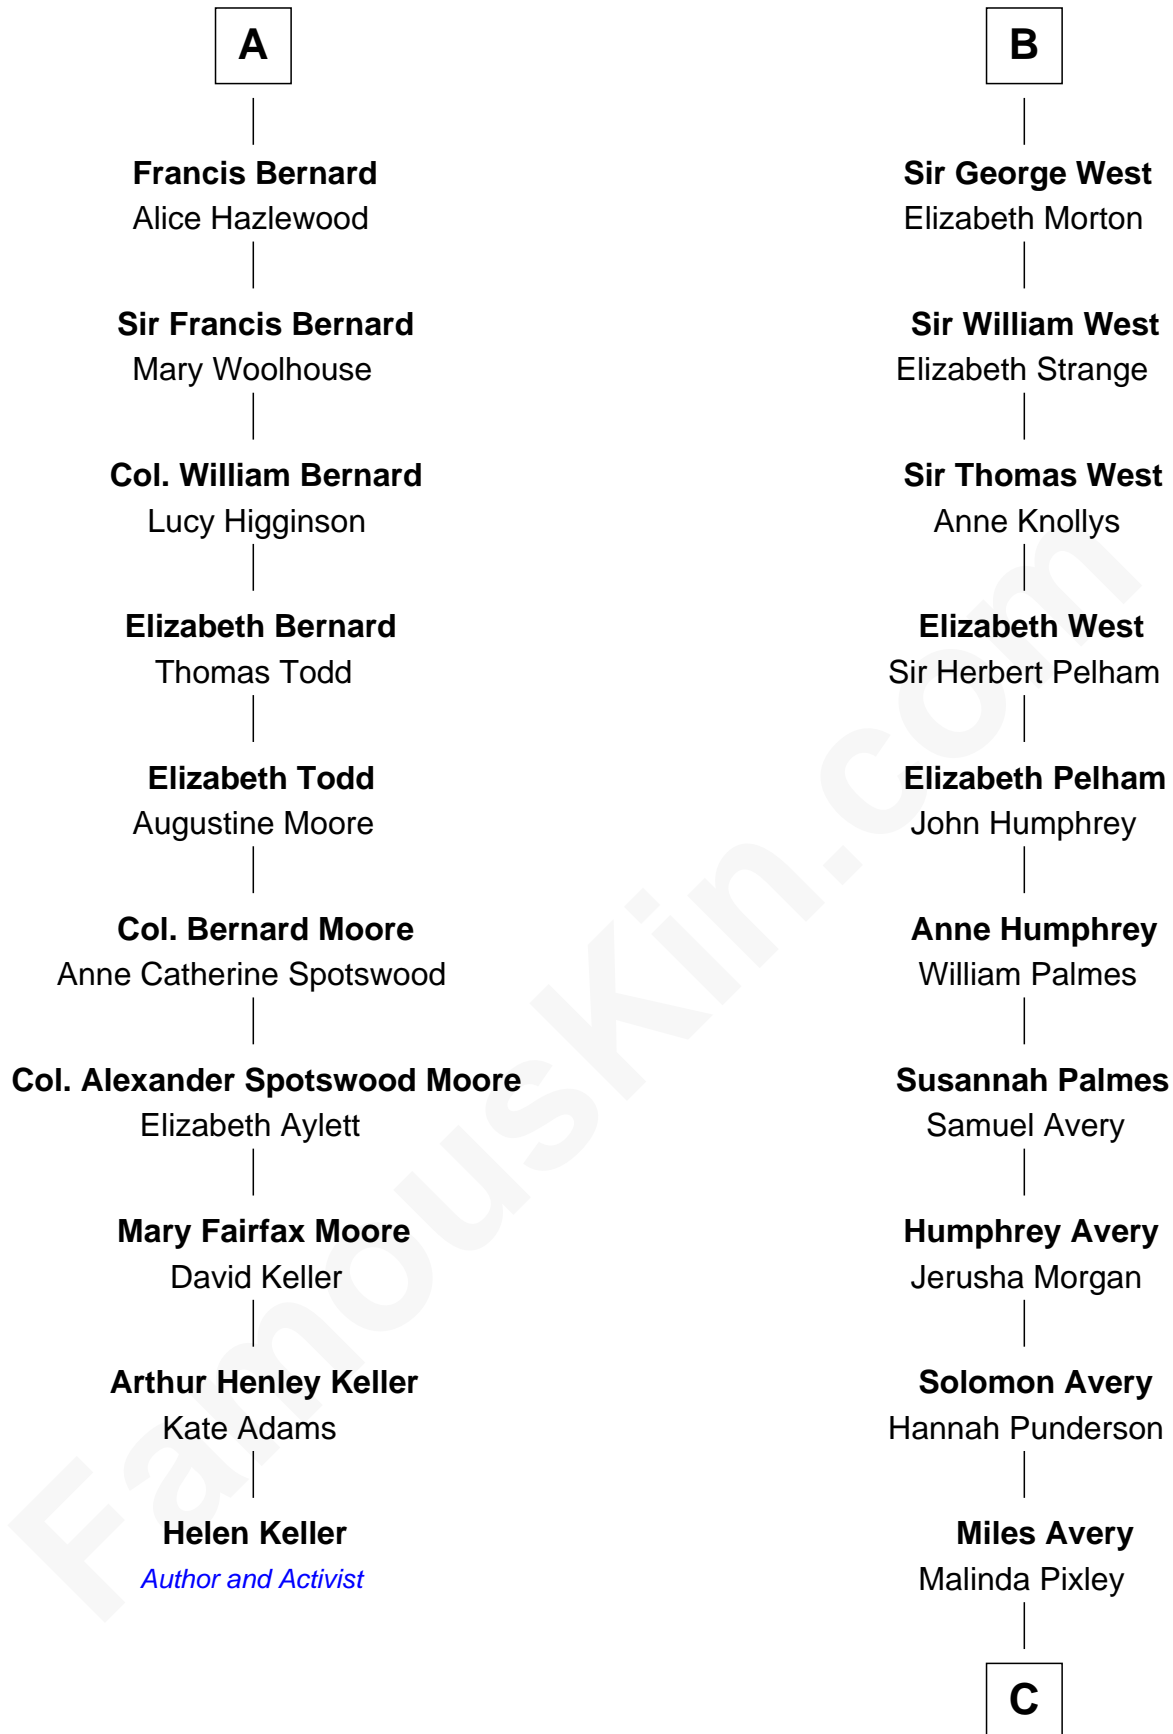 A
Francis Bernard
Alice Hazlewood
Sir Francis Bernard
Mary Woolhouse
Col. William Bernard
Lucy Higginson
Elizabeth Bernard
Thomas Todd
Elizabeth Todd
Augustine Moore
Col. Bernard Moore
Anne Catherine Spotswood
Col. Alexander Spotswood Moore
Elizabeth Aylett
Mary Fairfax Moore
David Keller
Arthur Henley Keller
Kate Adams
Helen Keller
Author and Activist
B
Sir George West
Elizabeth Morton
Sir William West
Elizabeth Strange
Sir Thomas West
Anne Knollys
Elizabeth West
Sir Herbert Pelham
Elizabeth Pelham
John Humphrey
Anne Humphrey
William Palmes
Susannah Palmes
Samuel Avery
Humphrey Avery
Jerusha Morgan
Solomon Avery
Hannah Punderson
Miles Avery
Malinda Pixley
C
FamousKin.com